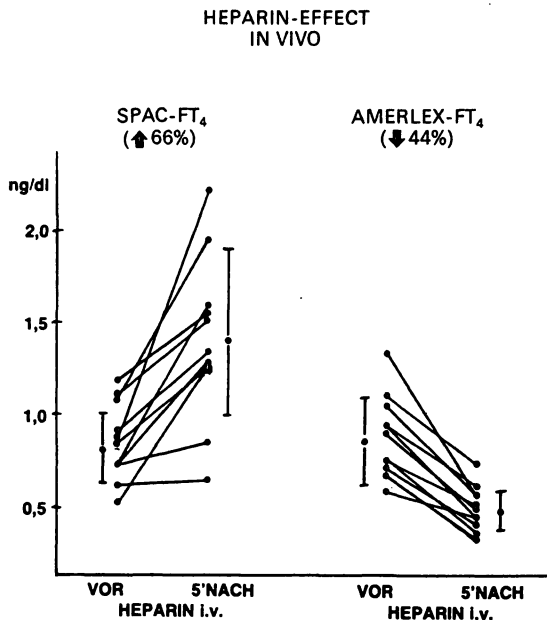 HEPARIN-EFFECT
IN VIVO
SPAC-FT₄
(⬆66%)
AMERLEX-FT₄
(⬇44%)
ng/dl
2,0
1,5
1,0
0,5
VOR 5'NACH
HEPARIN i.v.
VOR 5'NACH
HEPARIN i.v.